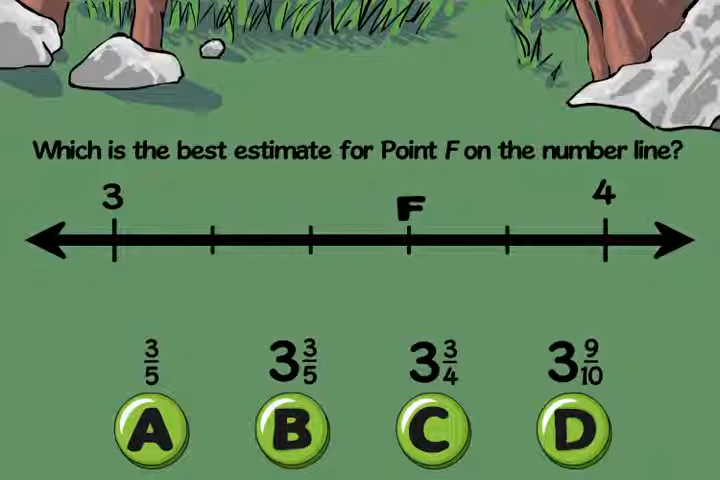 Which is the best estimate for Point F on the number line?
3 4
F
3/5 3 3/5 3 3/4 3 9/10
A B C D